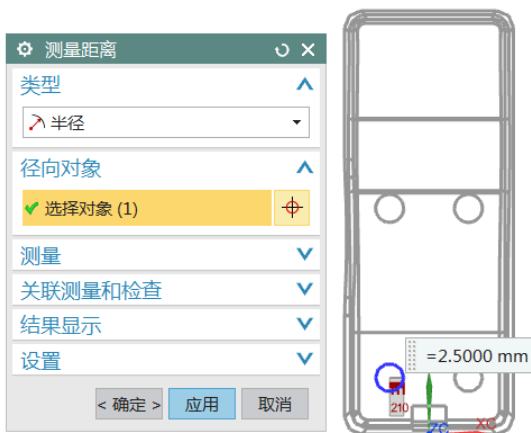 测量距离
类型
半径
径向对象
选择对象 (1)
测量
关联测量和检查
结果显示
设置
< 确定 >
应用
取消
=2.5000 mm
210
ZC
XC